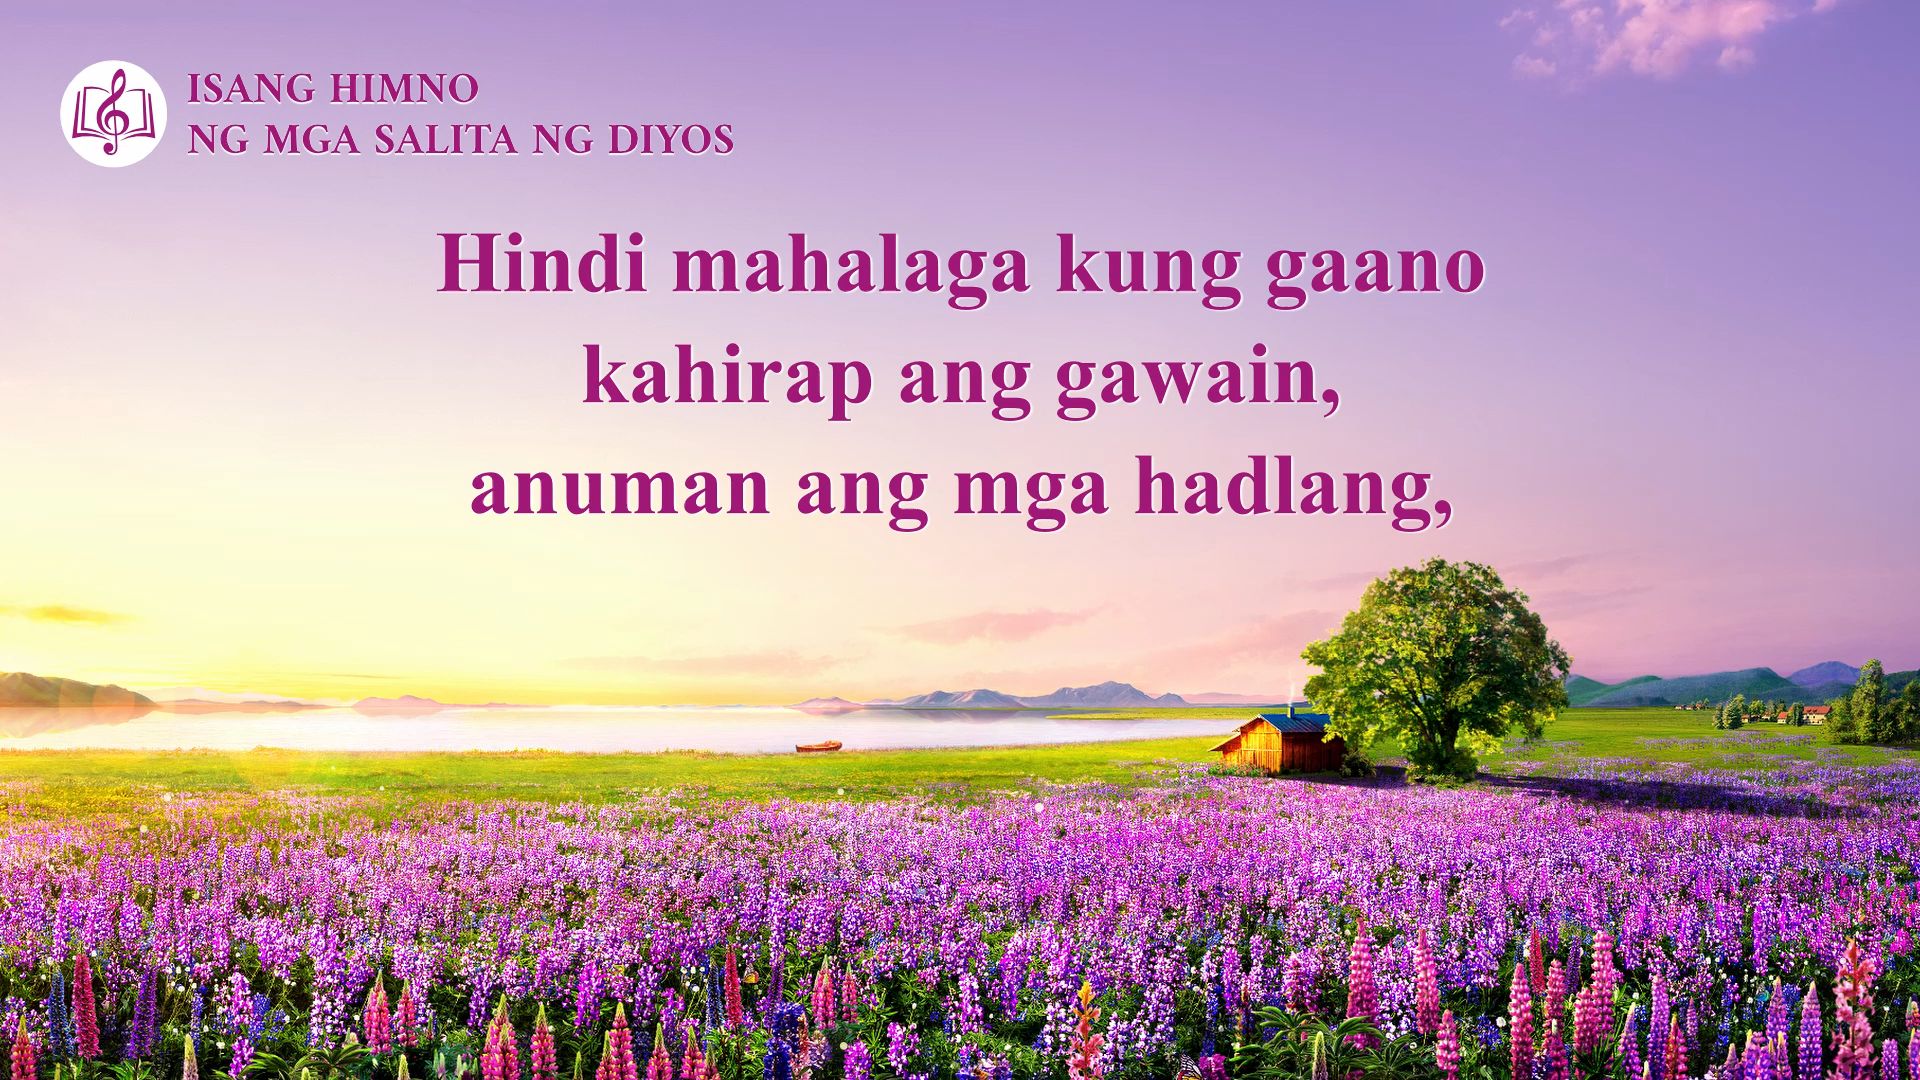 ISANG HIMNO
NG MGA SALITA NG DIYOS
Hindi mahalaga kung gaano
kahirap ang gawain,
anuman ang mga hadlang,